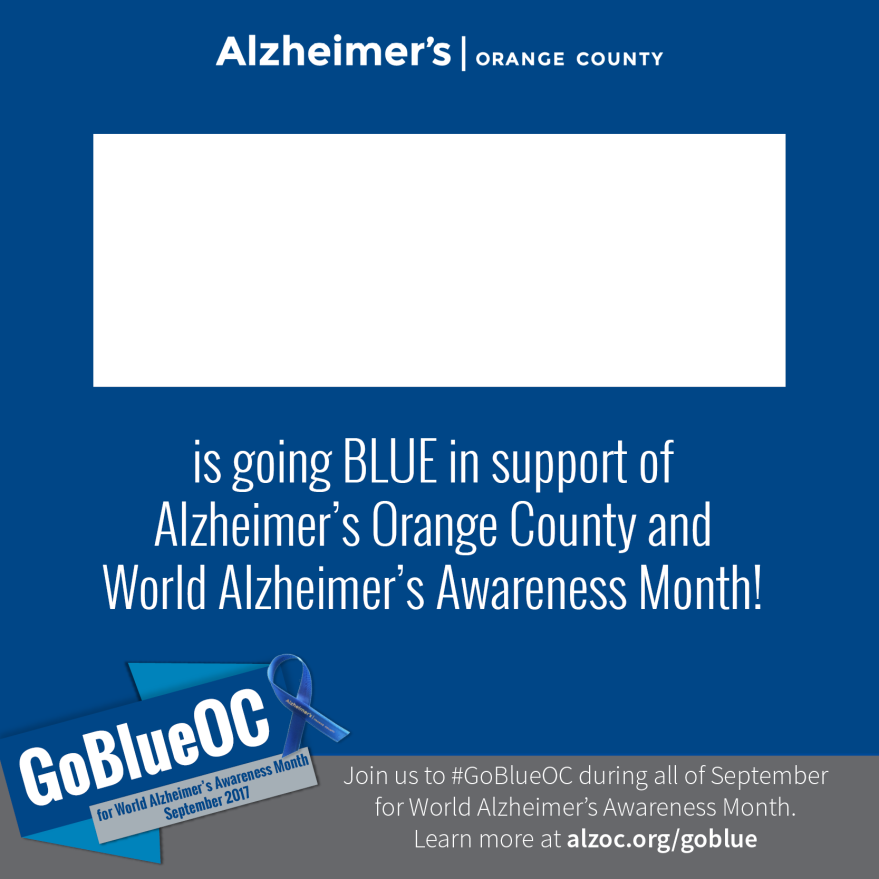 Alzheimer's | ORANGE COUNTY
is going BLUE in support of
Alzheimer's Orange County and
World Alzheimer's Awareness Month!
GoBlueOC
for World Alzheimer's Awareness Month
September 2017
Alzheimer's
Join us to #GoBlueOC during all of September
for World Alzheimer's Awareness Month.
Learn more at alzoc.org/goblue